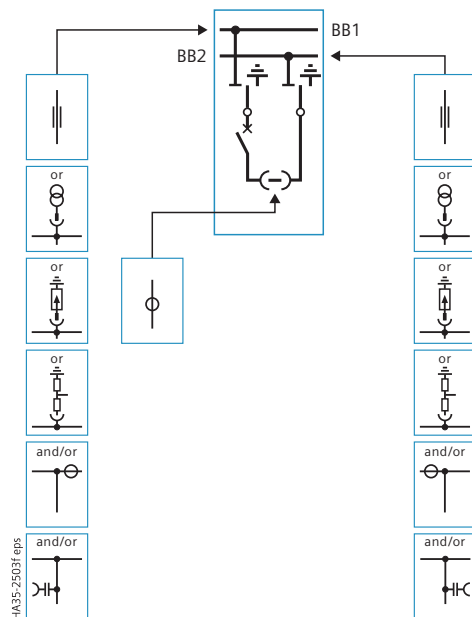 BB1
BB2
or
or
or
or
or
or
and/or
and/or
and/or
and/or
HA35-2503f eps